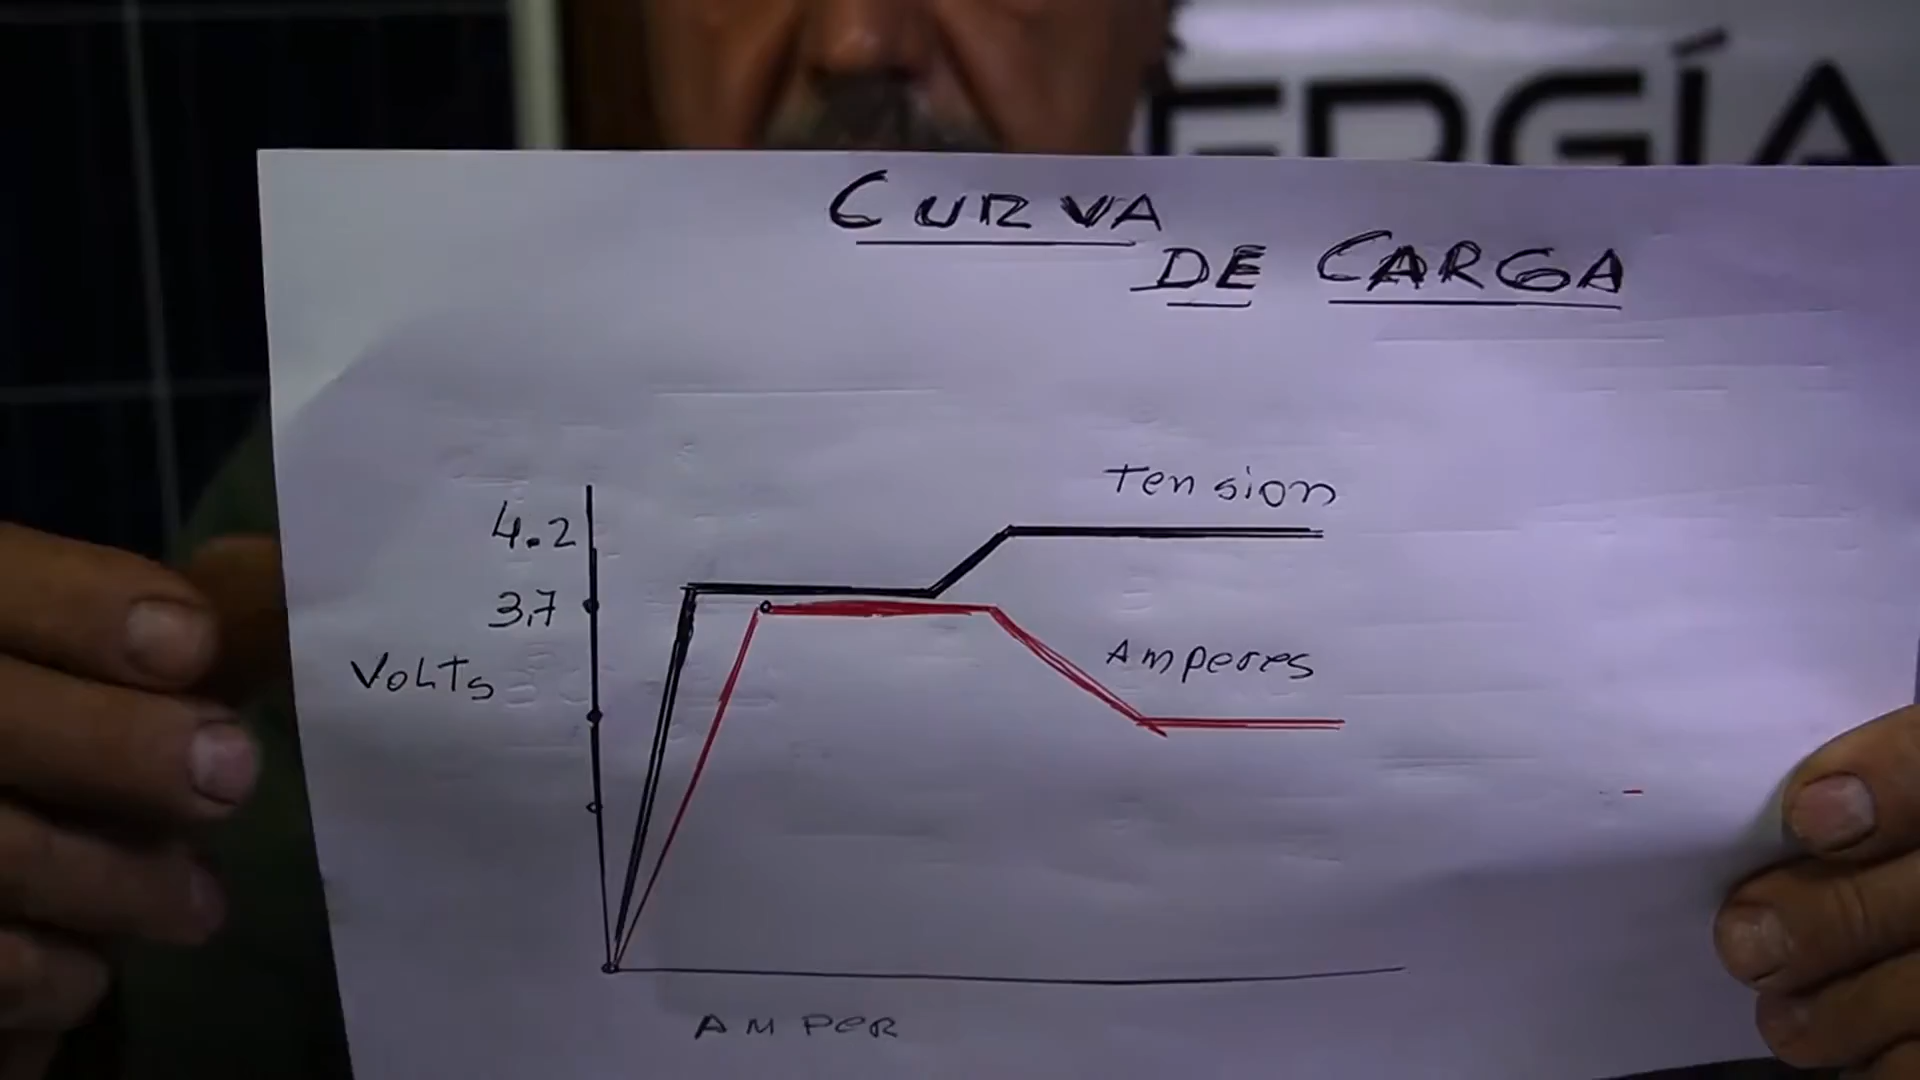 ERGÍA
CURVA
DE CARGA
Tension
4.2
3,7
Amperes
VoLTs
AMPER